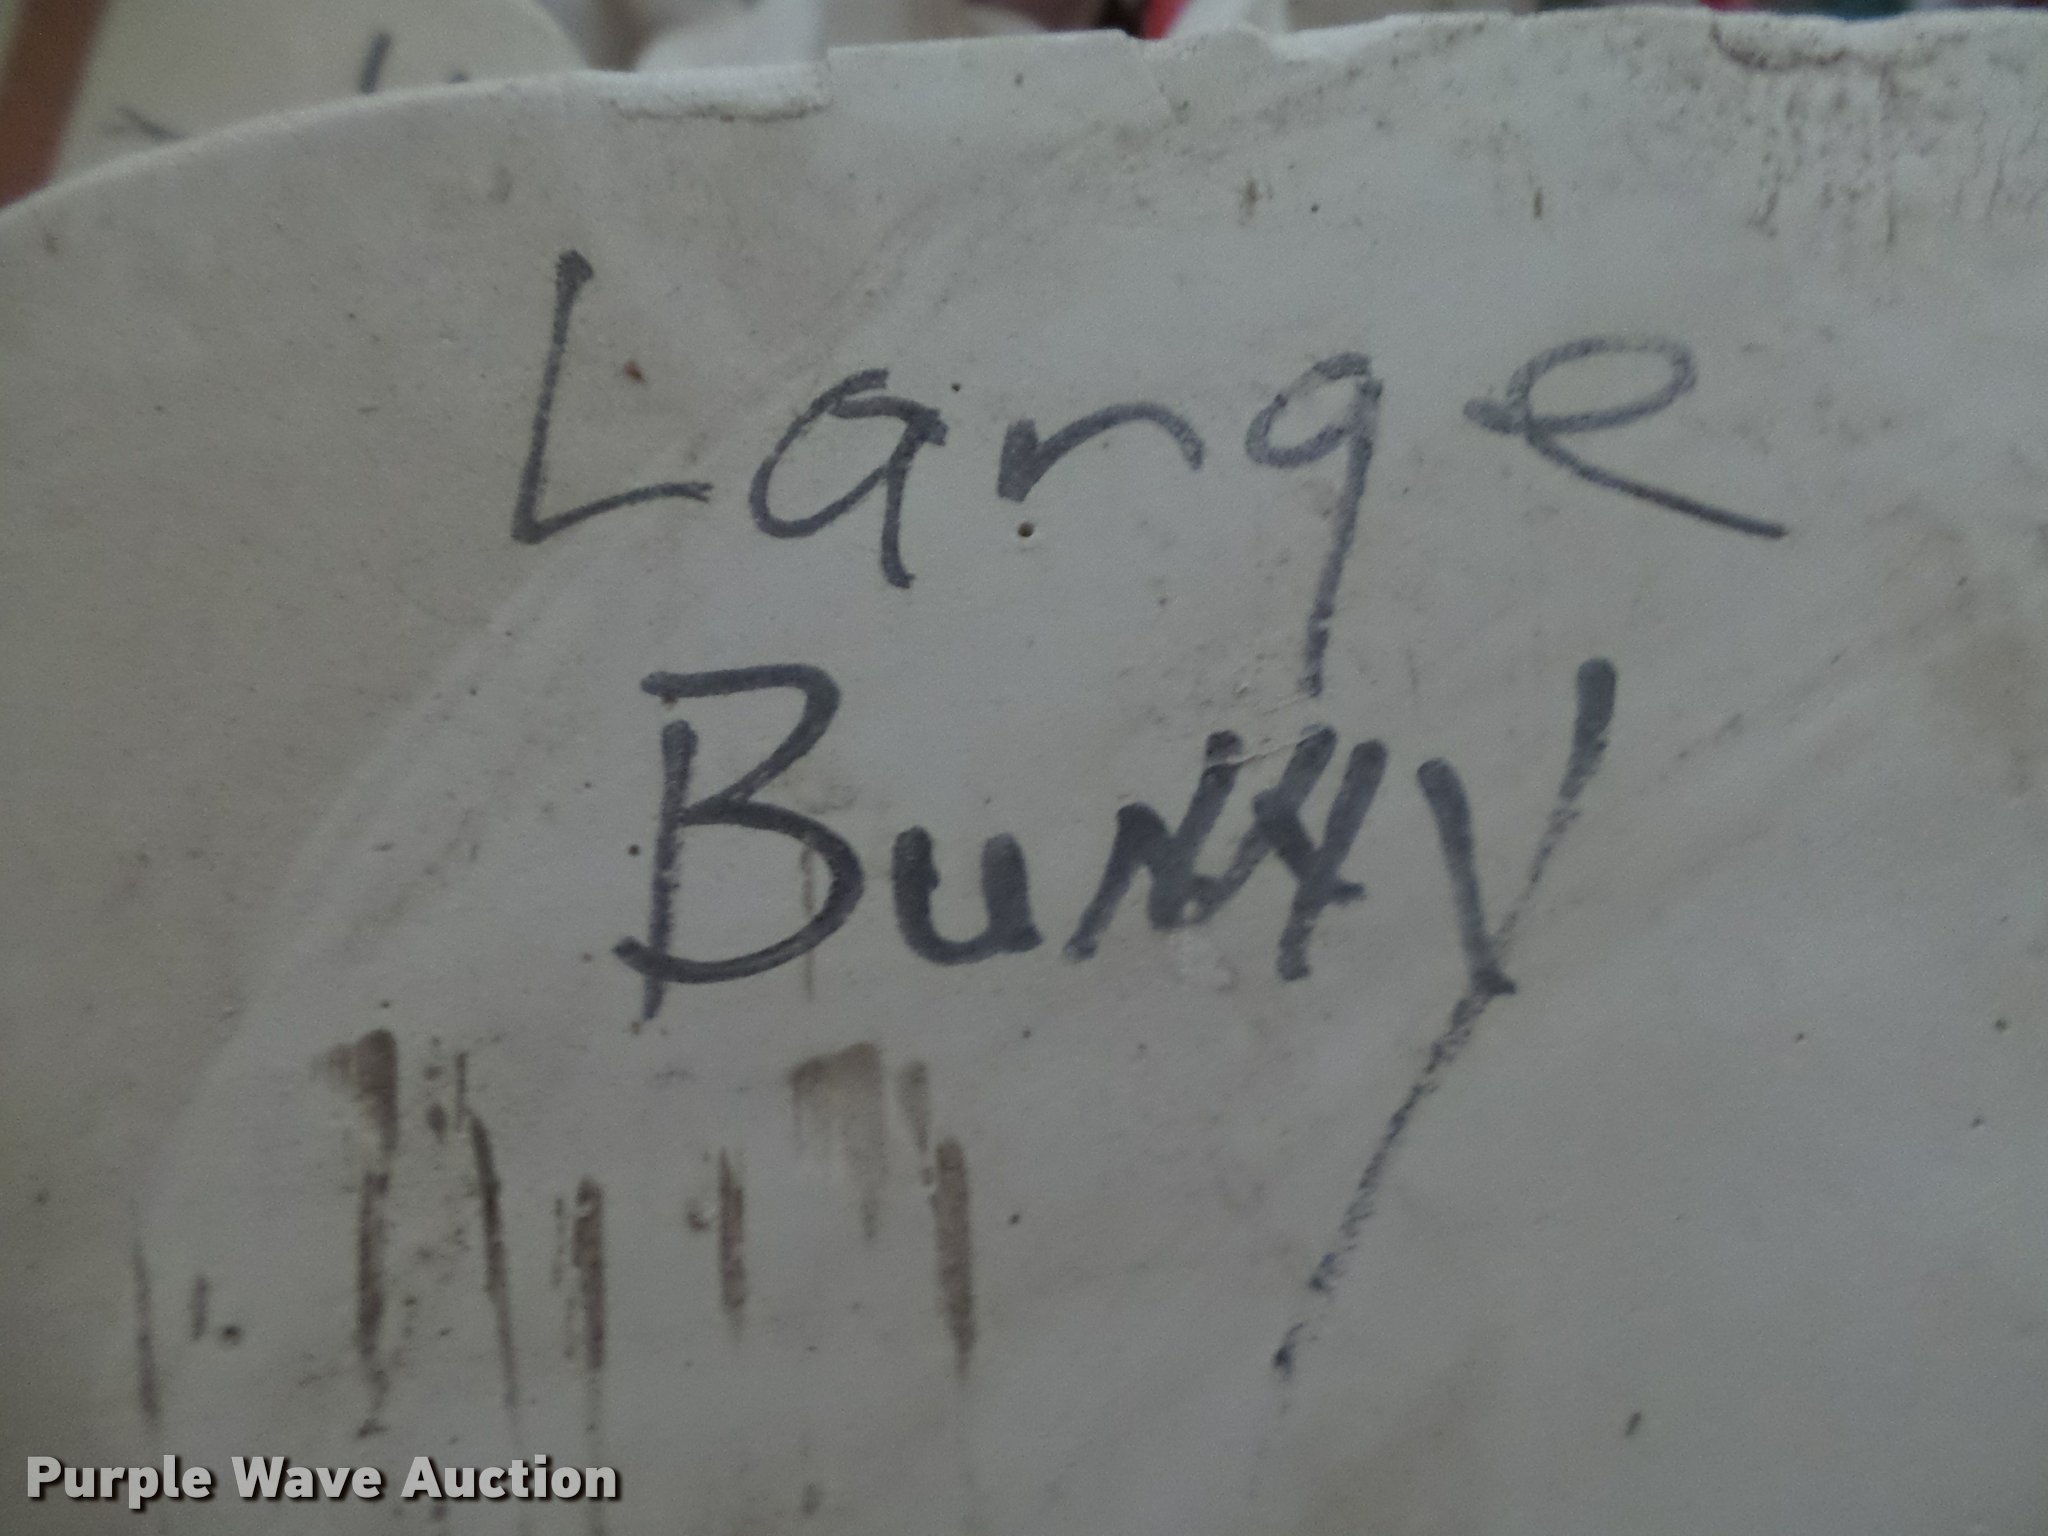 Large
Bunny
Purple Wave Auction